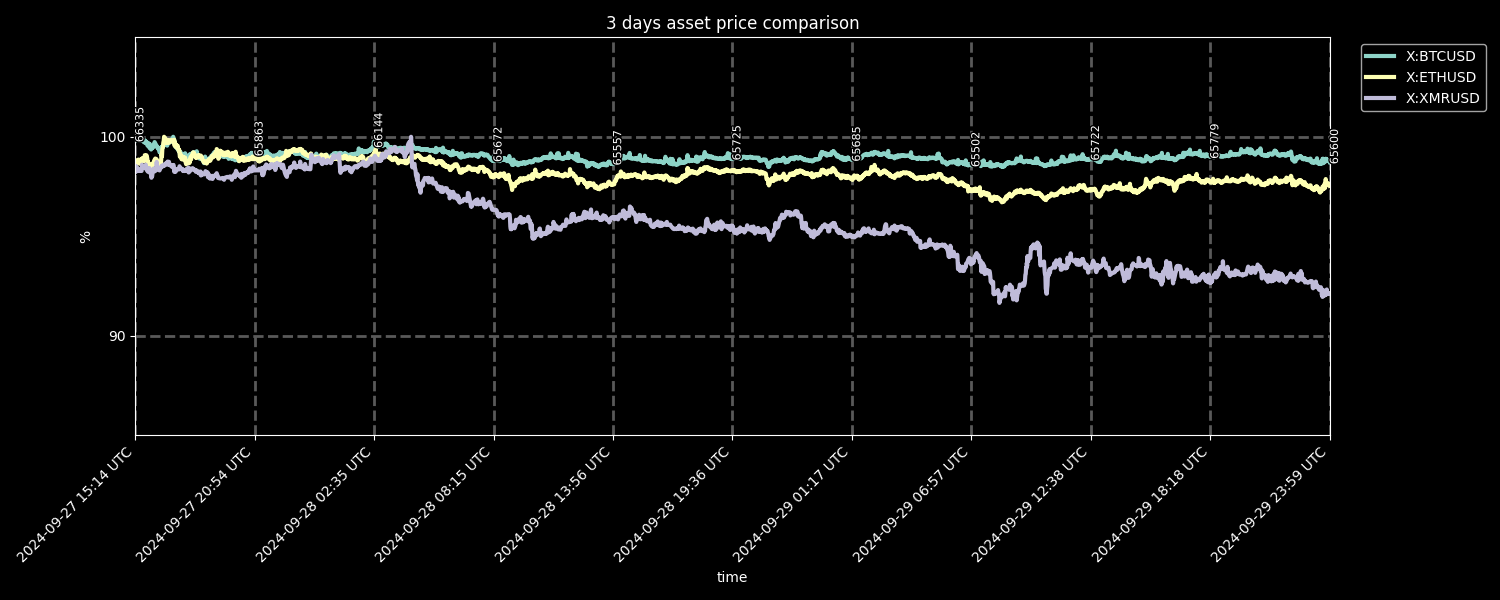 3 days asset price comparison
X:BTCUSD
X:ETHUSD
X:XMRUSD
100
90
%
66335
65863
66144
65672
65557
65725
65685
65502
65722
65779
65600
2024-09-27 15:14 UTC
2024-09-27 20:54 UTC
2024-09-28 02:35 UTC
2024-09-28 08:15 UTC
2024-09-28 13:56 UTC
2024-09-28 19:36 UTC
2024-09-29 01:17 UTC
2024-09-29 06:57 UTC
2024-09-29 12:38 UTC
2024-09-29 18:18 UTC
2024-09-29 23:59 UTC
time